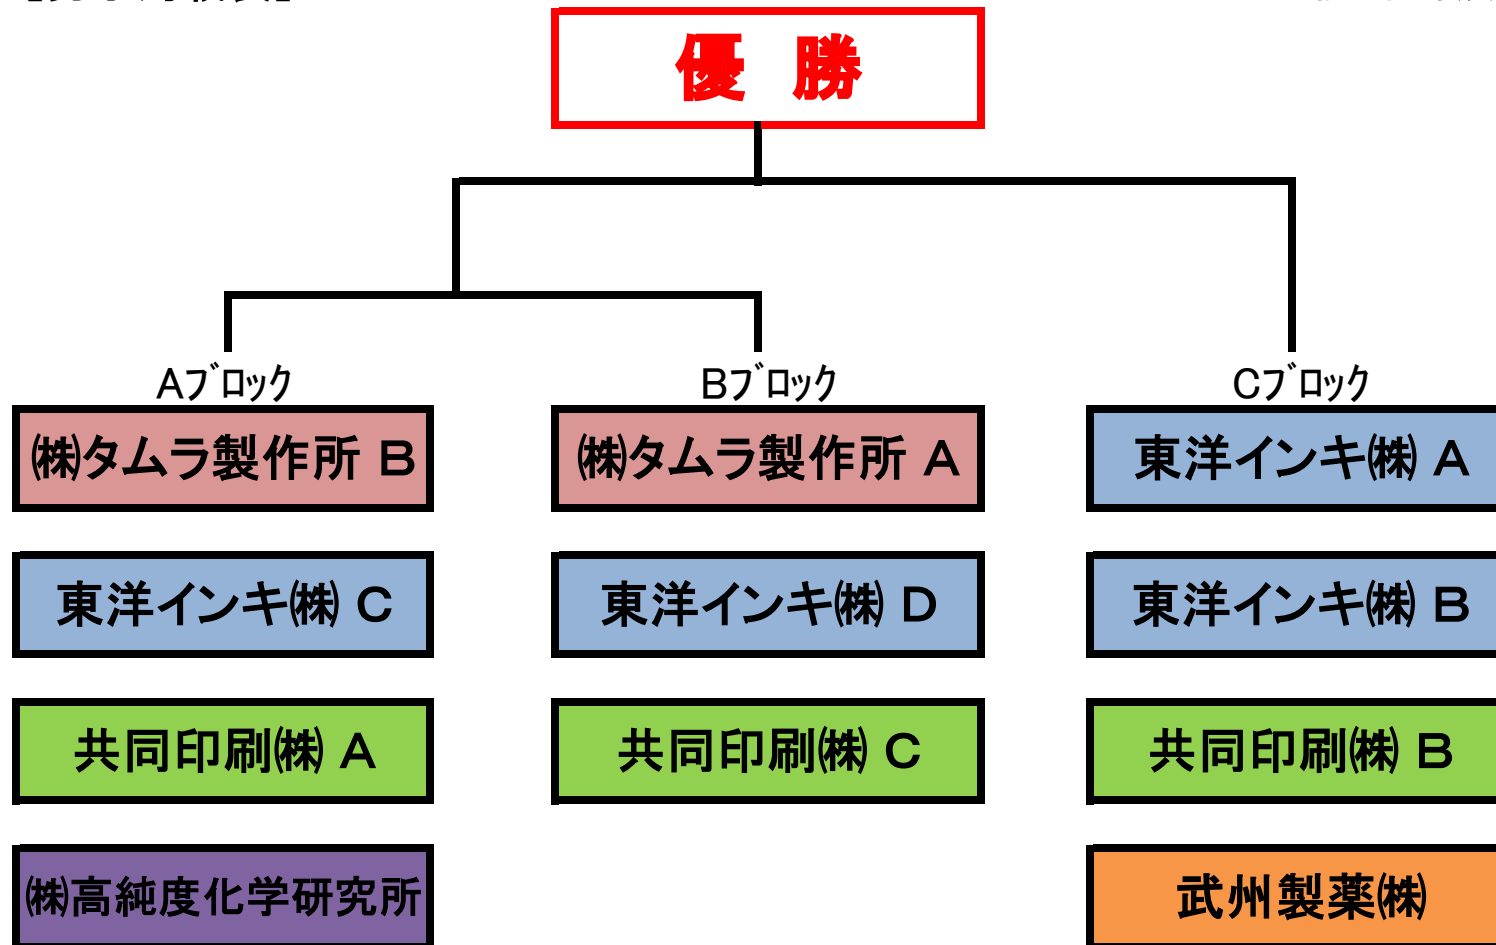 優 勝
Aブロック
Bブロック
Cブロック
㈱タムラ製作所 B
㈱タムラ製作所 A
東洋インキ㈱ A
東洋インキ㈱ C
東洋インキ㈱ D
東洋インキ㈱ B
共同印刷㈱ A
共同印刷㈱ C
共同印刷㈱ B
㈱高純度化学研究所
武州製薬㈱